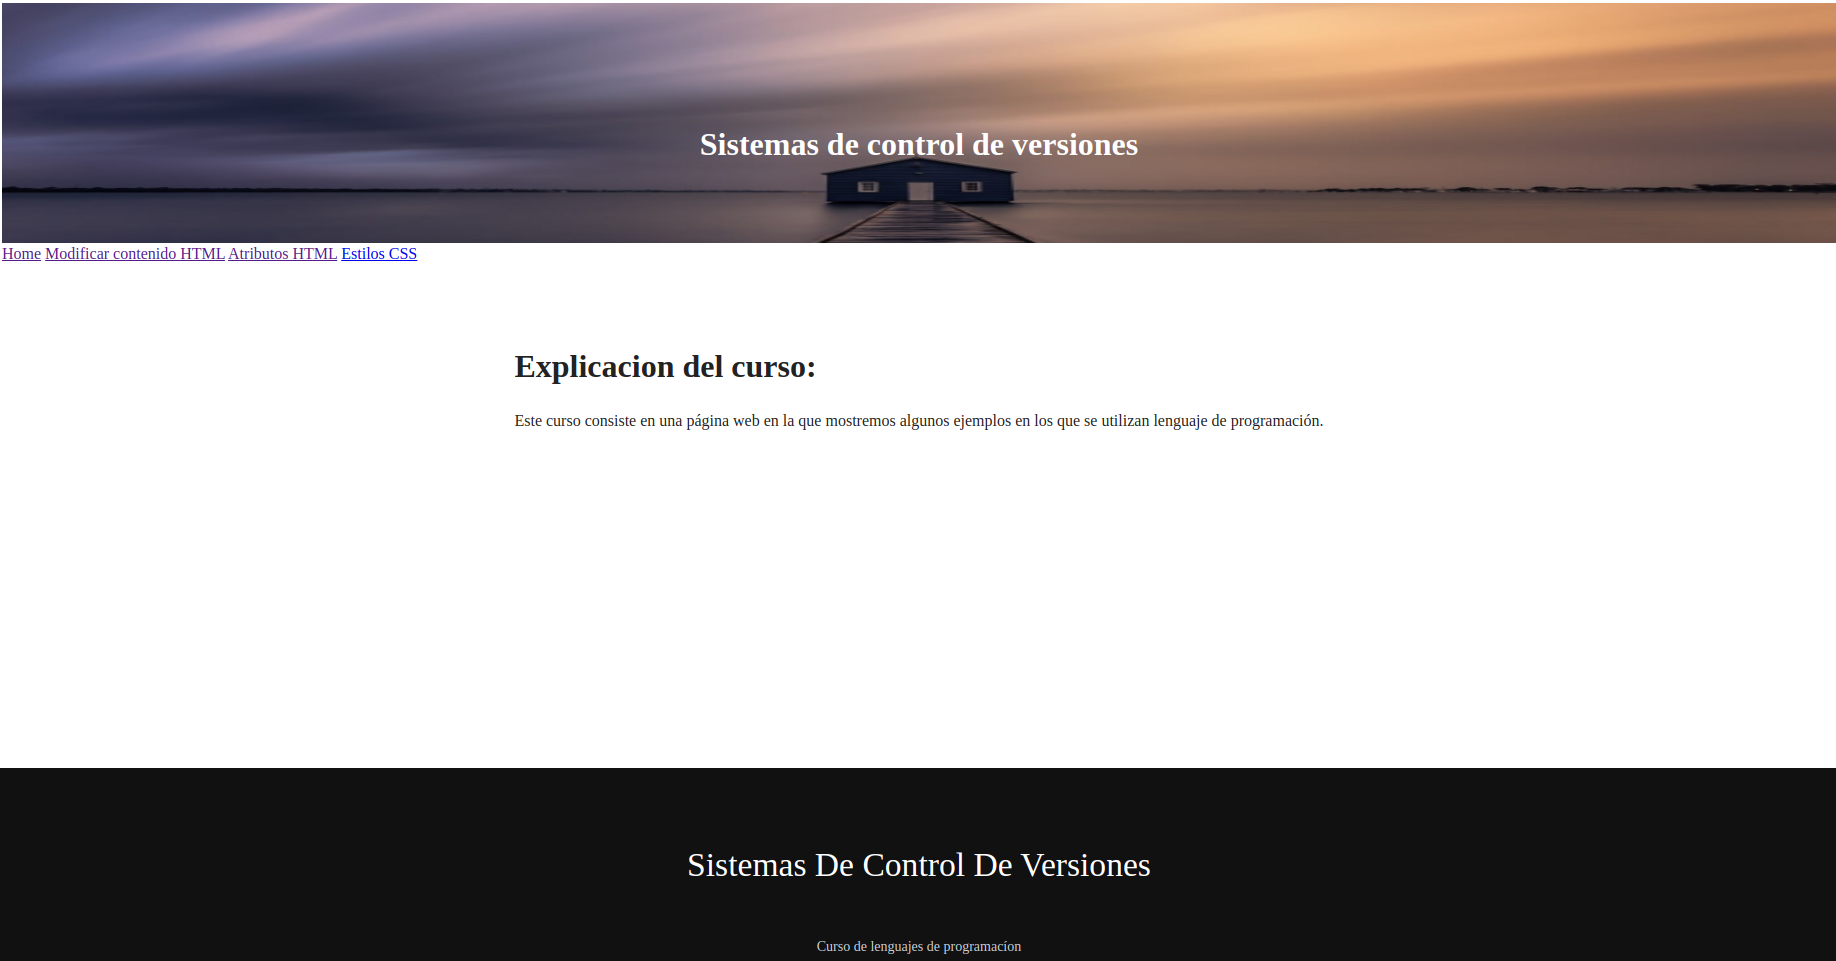 Sistemas de control de versiones
Home Modificar contenido HTML Atributos HTML Estilos CSS
Explicacion del curso:
Este curso consiste en una página web en la que mostremos algunos ejemplos en los que se utilizan lenguaje de programación.
Sistemas De Control De Versiones
Curso de lenguajes de programacíon